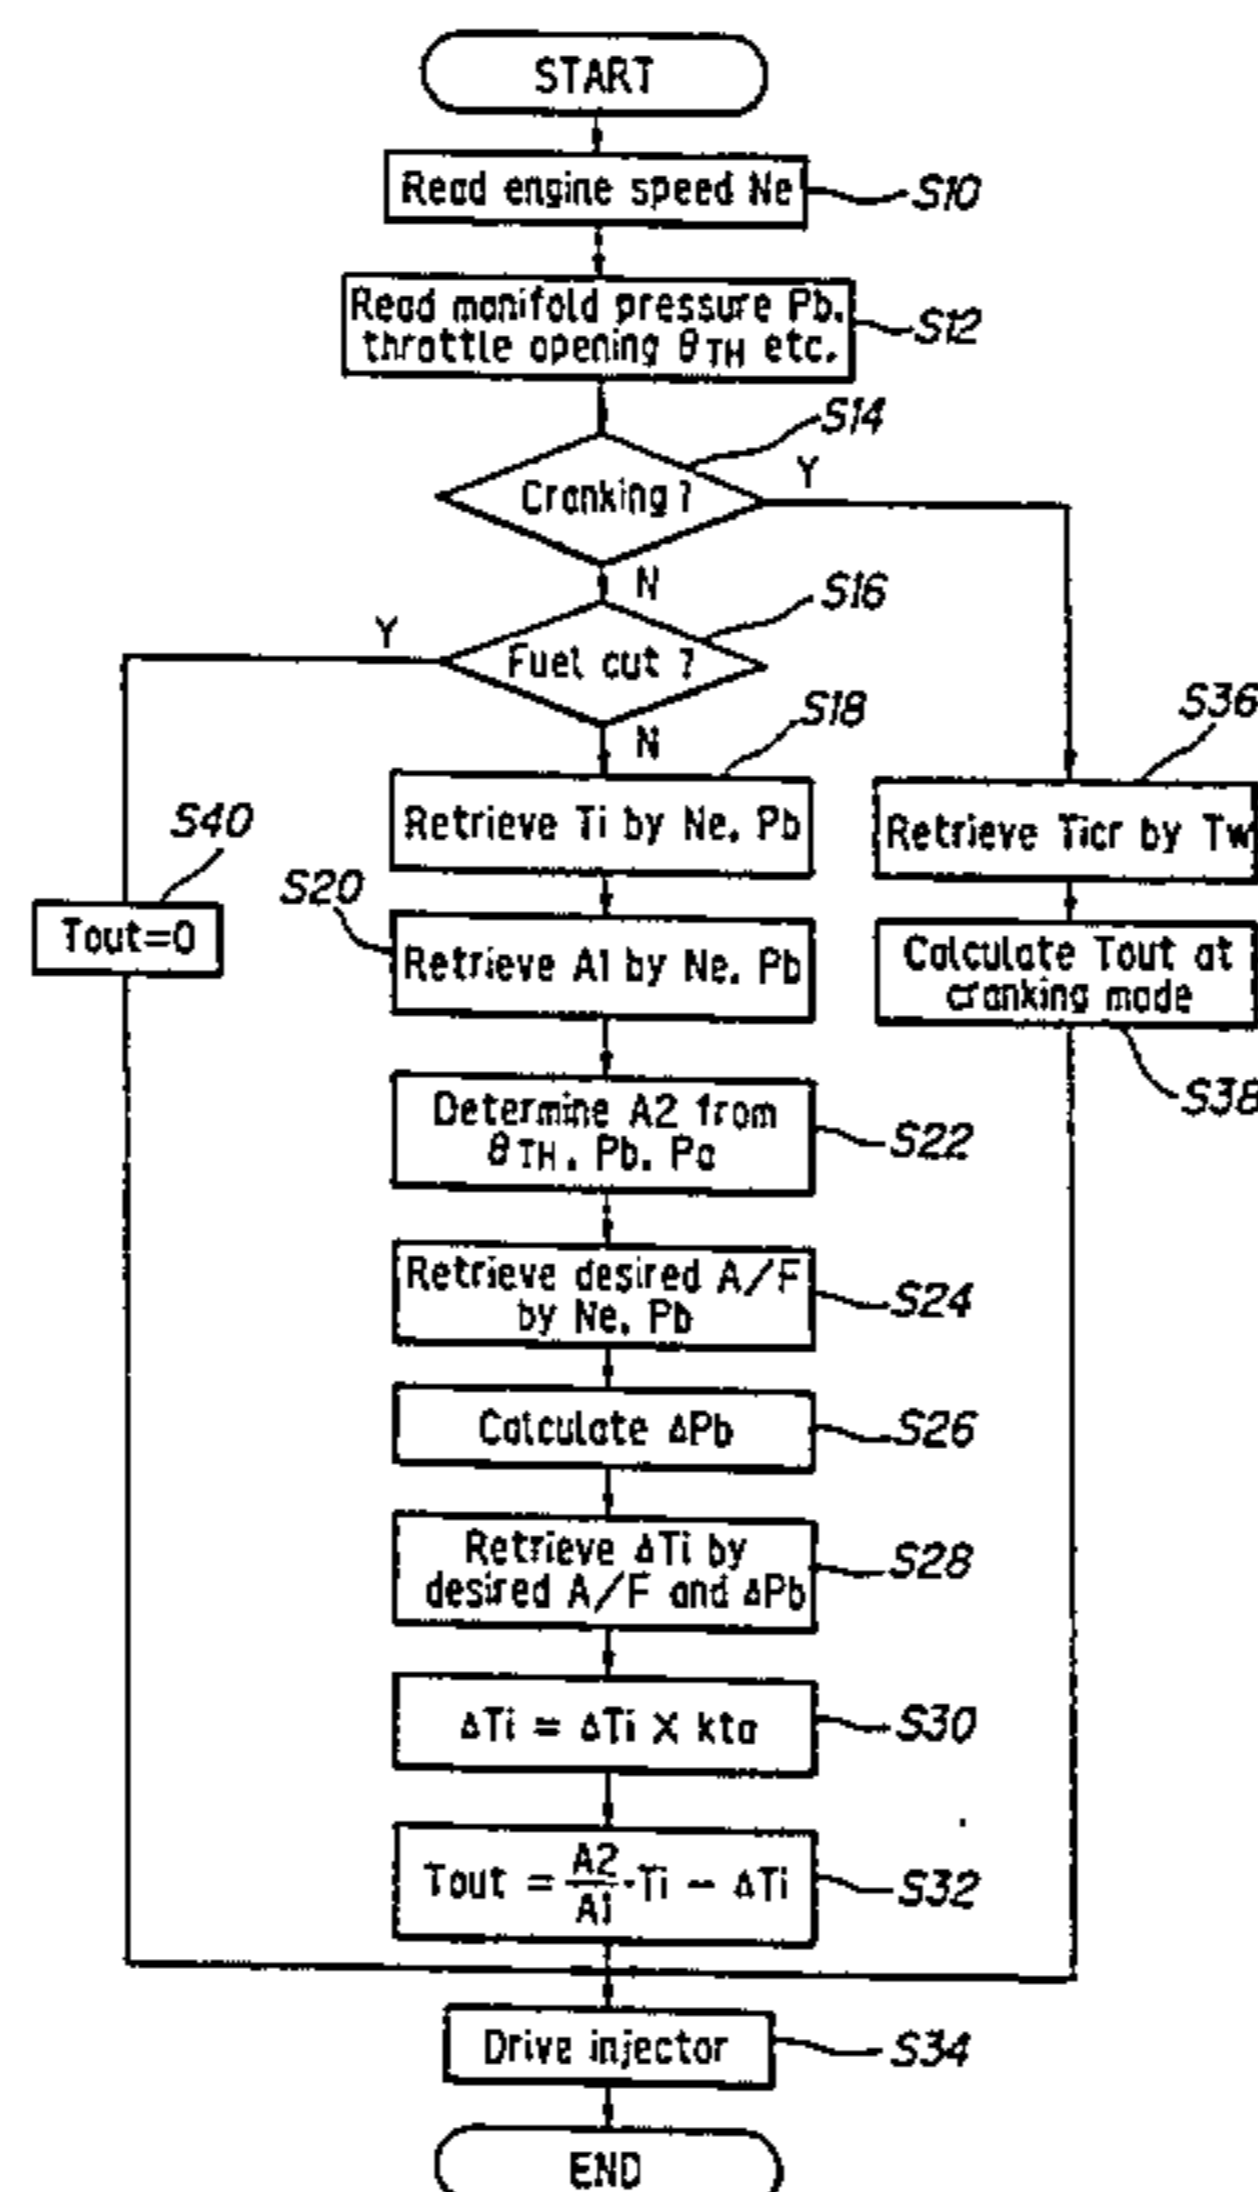 START
Read engine speed Ne
S10
Read manifold pressure Pb,
throttle opening θTH etc.
S12
S14
Cranking ?
Y
N
S16
Fuel cut ?
Y
N
S18
Retrieve Ti by Ne, Pb
S36
Retrieve Ticr by Tw
S40
Tout=0
S20
Retrieve A1 by Ne, Pb
Calculate Tout at
cranking mode
S38
Determine A2 from
θTH, Pb, Pa
S22
Retrieve desired A/F
by Ne, Pb
S24
Calculate ΔPb
S26
Retrieve ΔTi by
desired A/F and ΔPb
S28
ΔTi = ΔTi X kta
S30
Tout = A2/A1 · Ti − ΔTi
S32
Drive injector
S34
END